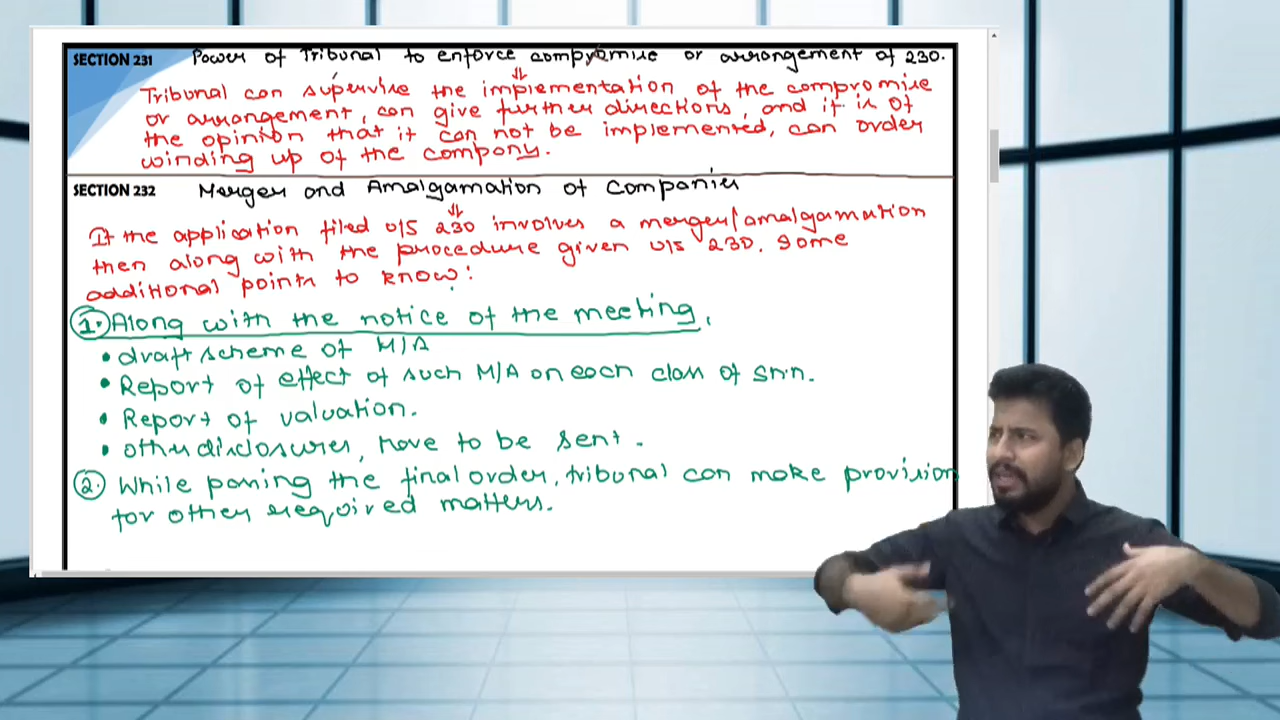 SECTION 231 Power of Tribunal to enforce compromise or arrangement of 230.
Tribunal can supervise the implementation of the compromise
or arrangement, can give further directions, and if is of
the opinion that it can not be implemented, can order
winding up of the company.
SECTION 232 Merger and Amalgamation of Companies
If the application filed u/s 230 involves a merger/amalgamation
then along with the procedure given u/s 230. some
additional points to know:
1. Along with the notice of the meeting,
• draft scheme of M/A
• Report of effect of such M/A on each class of SH.
• Report of valuation.
• other disclosures, have to be sent.
2. While passing the final order, tribunal can make provision
for other required matters.